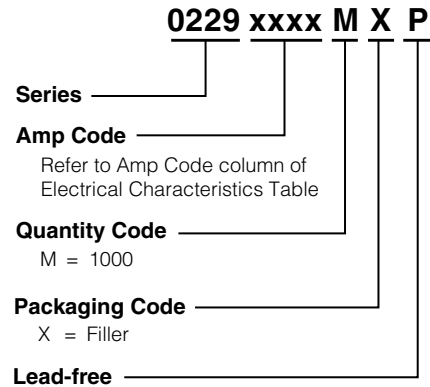 0229 xxxx M X P
Series
Amp Code
Refer to Amp Code column of
Electrical Characteristics Table
Quantity Code
M = 1000
Packaging Code
X = Filler
Lead-free